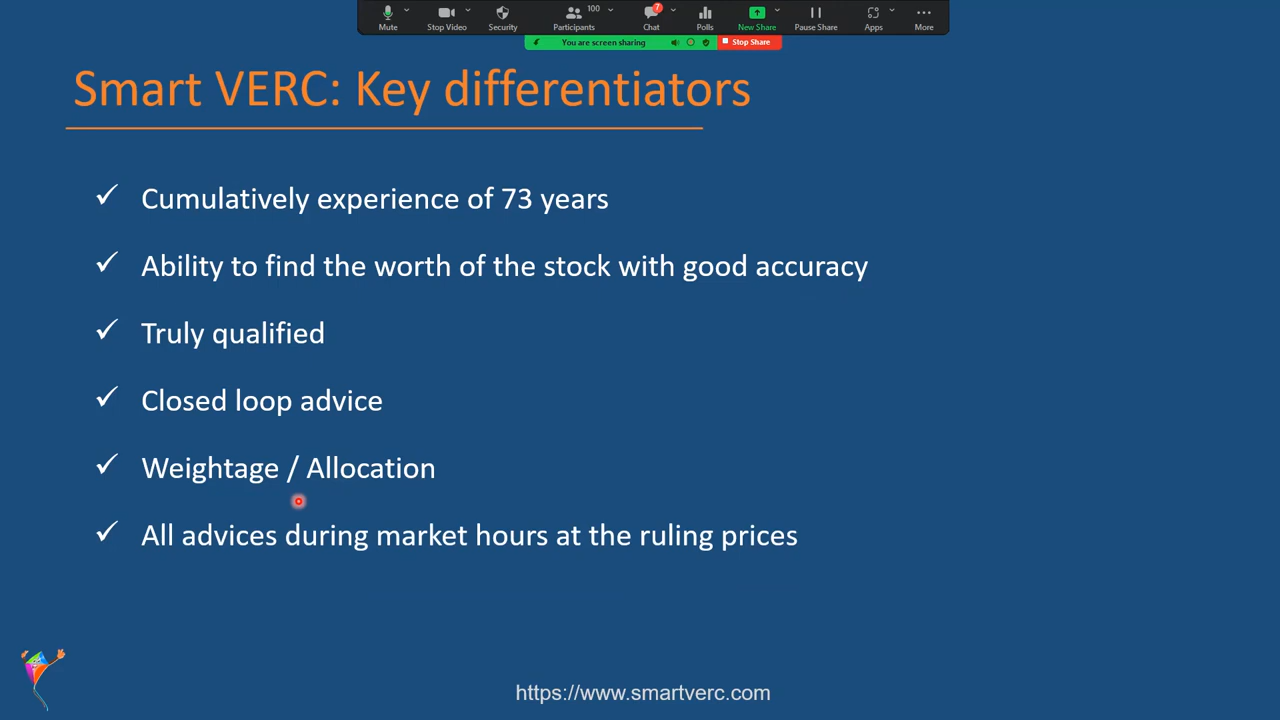 100
7
Mute
Stop Video
Security
Participants
Chat
Polls
New Share
Pause Share
Apps
More
You are screen sharing
Stop Share
Smart VERC: Key differentiators
✓ Cumulatively experience of 73 years
✓ Ability to find the worth of the stock with good accuracy
✓ Truly qualified
✓ Closed loop advice
✓ Weightage / Allocation
✓ All advices during market hours at the ruling prices
https://www.smartverc.com